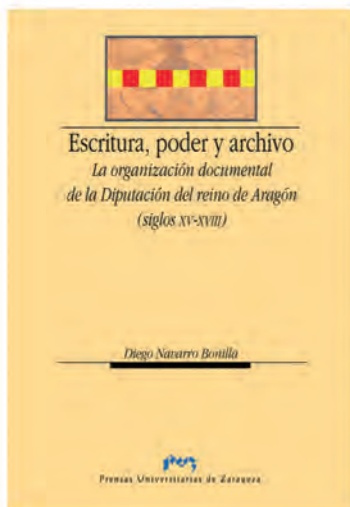 Escritura, poder y archivo
La organización documental
de la Diputación del reino de Aragón
(siglos XV-XVIII)
Diego Navarro Bonilla
Prensas Universitarias de Zaragoza